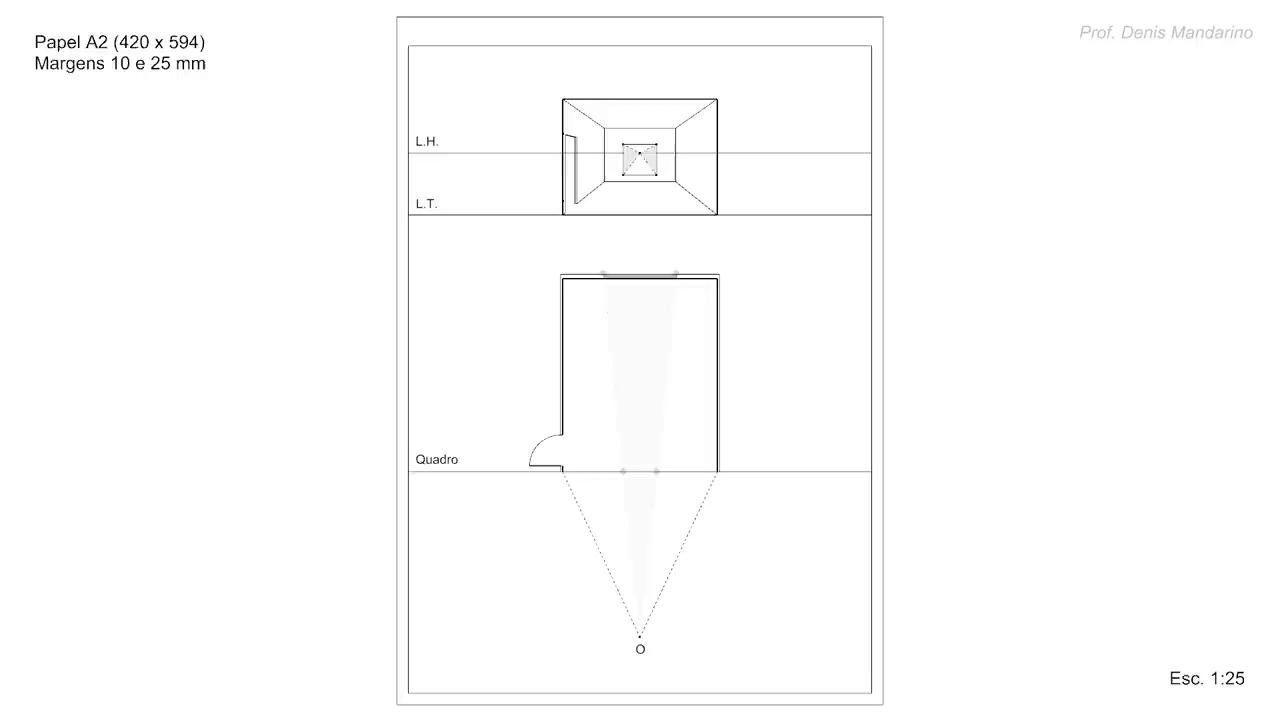 Papel A2 (420 x 594)
Margens 10 e 25 mm
Prof. Denis Mandarino
L.H.
L.T.
Quadro
O
Esc. 1:25